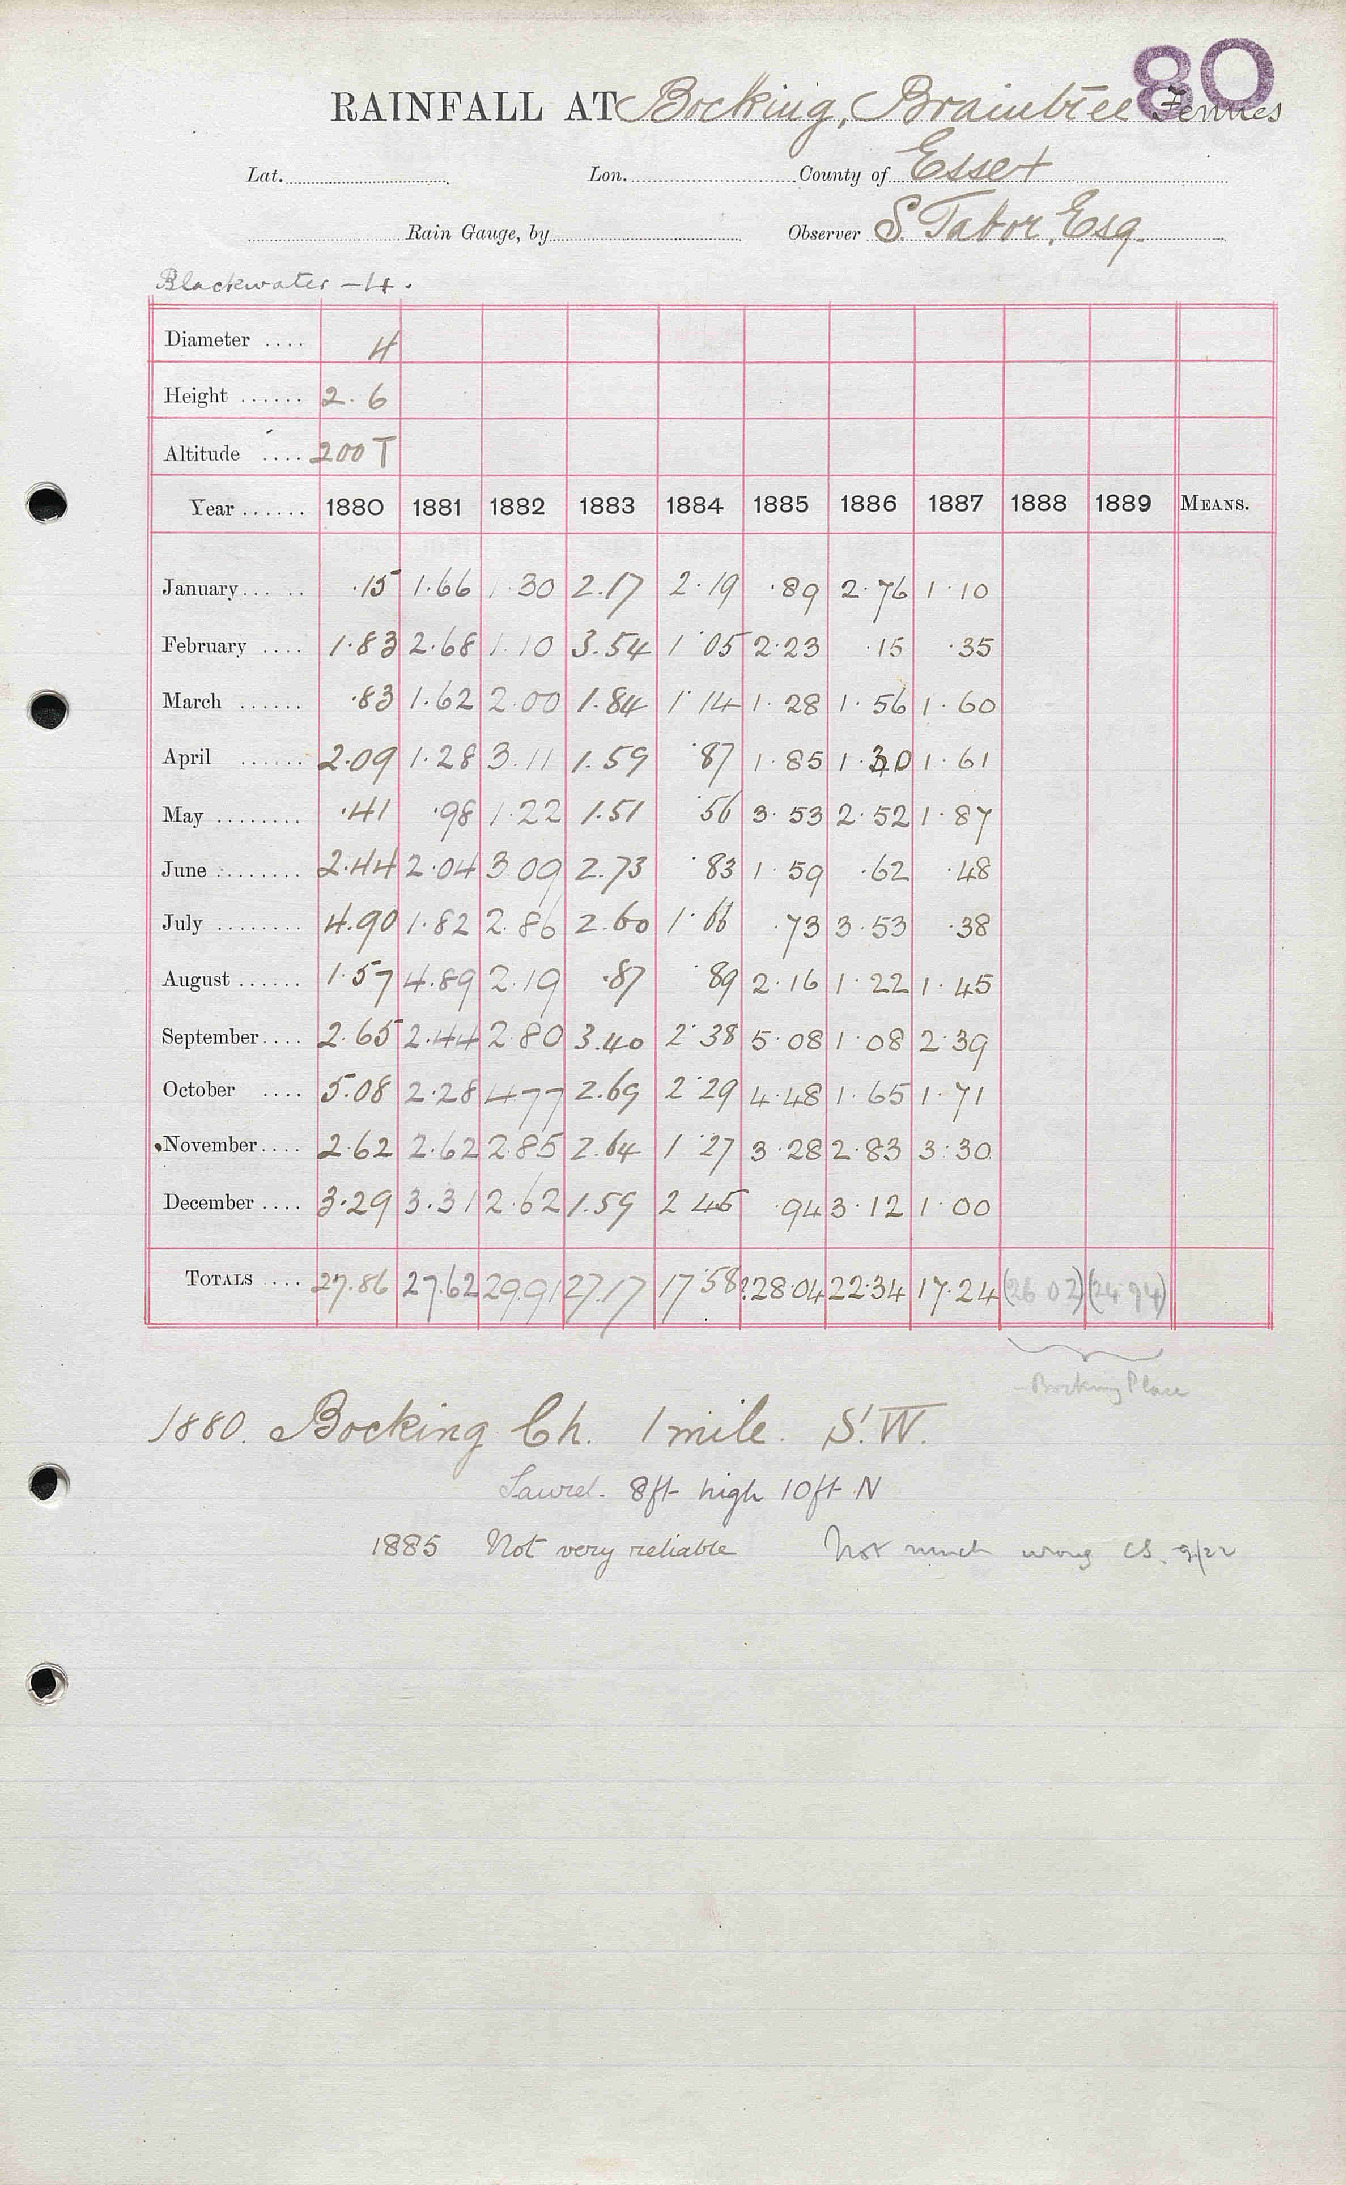 80
RAINFALL AT Bocking, Braintree Fennes
Lat. Lon. County of Essex
Rain Gauge, by Observer S. Tabor, Esq.
Blackwater - 4.
Diameter .... 4
Height ...... 2.6
Altitude .... 200 T
Year ...... 1880 1881 1882 1883 1884 1885 1886 1887 1888 1889 MEANS.
January...... .15 1.66 1.30 2.17 2.19 .89 2.76 1.10
February .... 1.83 2.68 1.10 3.54 1.05 2.23 .15 .35
March ...... .83 1.62 2.00 1.84 1.14 1.28 1.56 1.60
April ...... 2.09 1.28 3.11 1.59 .87 1.85 1.30 1.61
May ........ .41 .98 1.22 1.51 .56 3.53 2.52 1.87
June ........ 2.44 2.04 3.09 2.73 .83 1.59 .62 .48
July ........ 4.90 1.82 2.86 2.60 1.66 .73 3.53 .38
August ...... 1.57 4.89 2.19 .87 .89 2.16 1.22 1.45
September.... 2.65 2.44 2.80 3.40 2.38 5.08 1.08 2.39
October .... 5.08 2.28 4.77 2.69 2.29 4.48 1.65 1.71
November.... 2.62 2.62 2.85 2.64 1.27 3.28 2.83 3.30
December .... 3.29 3.31 2.62 1.59 2.45 .94 3.12 1.00
TOTALS .... 27.86 27.62 29.91 27.17 17.58 ?28.04 22.34 17.24 (26.02) (24.94)
Bocking Place
1880. Bocking Ch. 1 mile. S.W.
Laurel. 8ft high 10ft N
1885 Not very reliable Not much wrong CS. 9/22